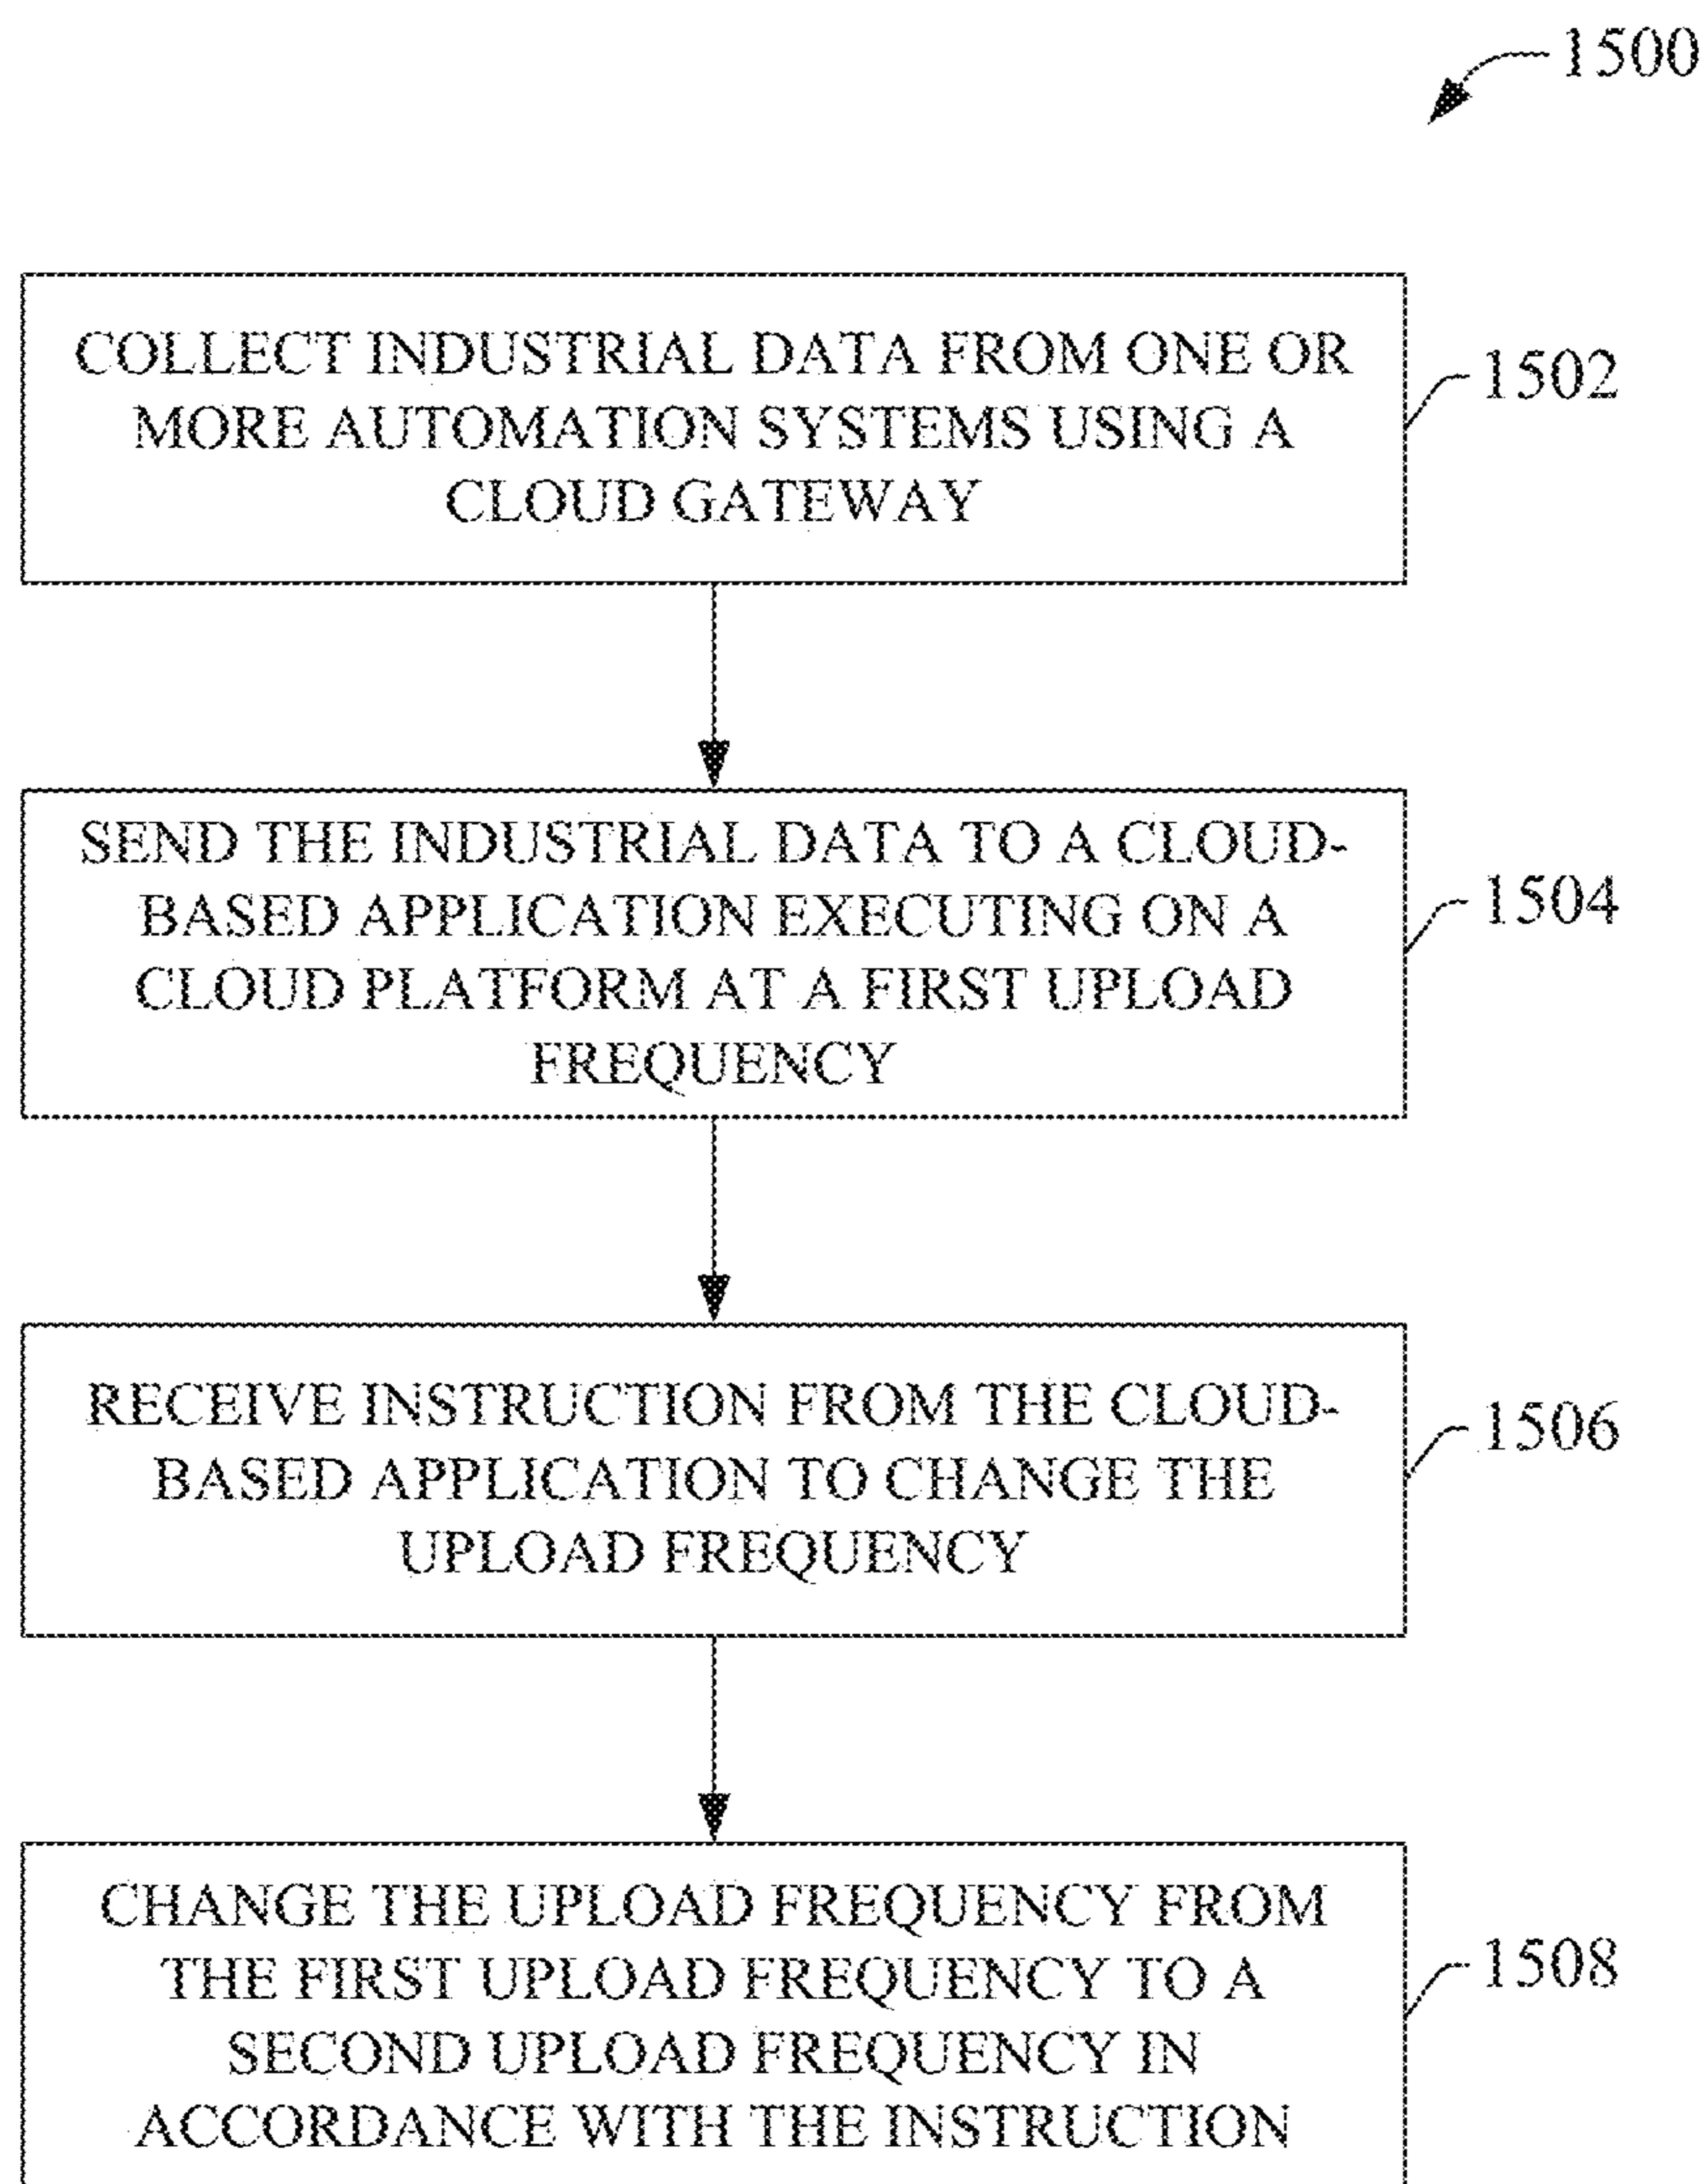 1500
COLLECT INDUSTRIAL DATA FROM ONE OR
MORE AUTOMATION SYSTEMS USING A
CLOUD GATEWAY
1502
SEND THE INDUSTRIAL DATA TO A CLOUD-
BASED APPLICATION EXECUTING ON A
CLOUD PLATFORM AT A FIRST UPLOAD
FREQUENCY
1504
RECEIVE INSTRUCTION FROM THE CLOUD-
BASED APPLICATION TO CHANGE THE
UPLOAD FREQUENCY
1506
CHANGE THE UPLOAD FREQUENCY FROM
THE FIRST UPLOAD FREQUENCY TO A
SECOND UPLOAD FREQUENCY IN
ACCORDANCE WITH THE INSTRUCTION
1508